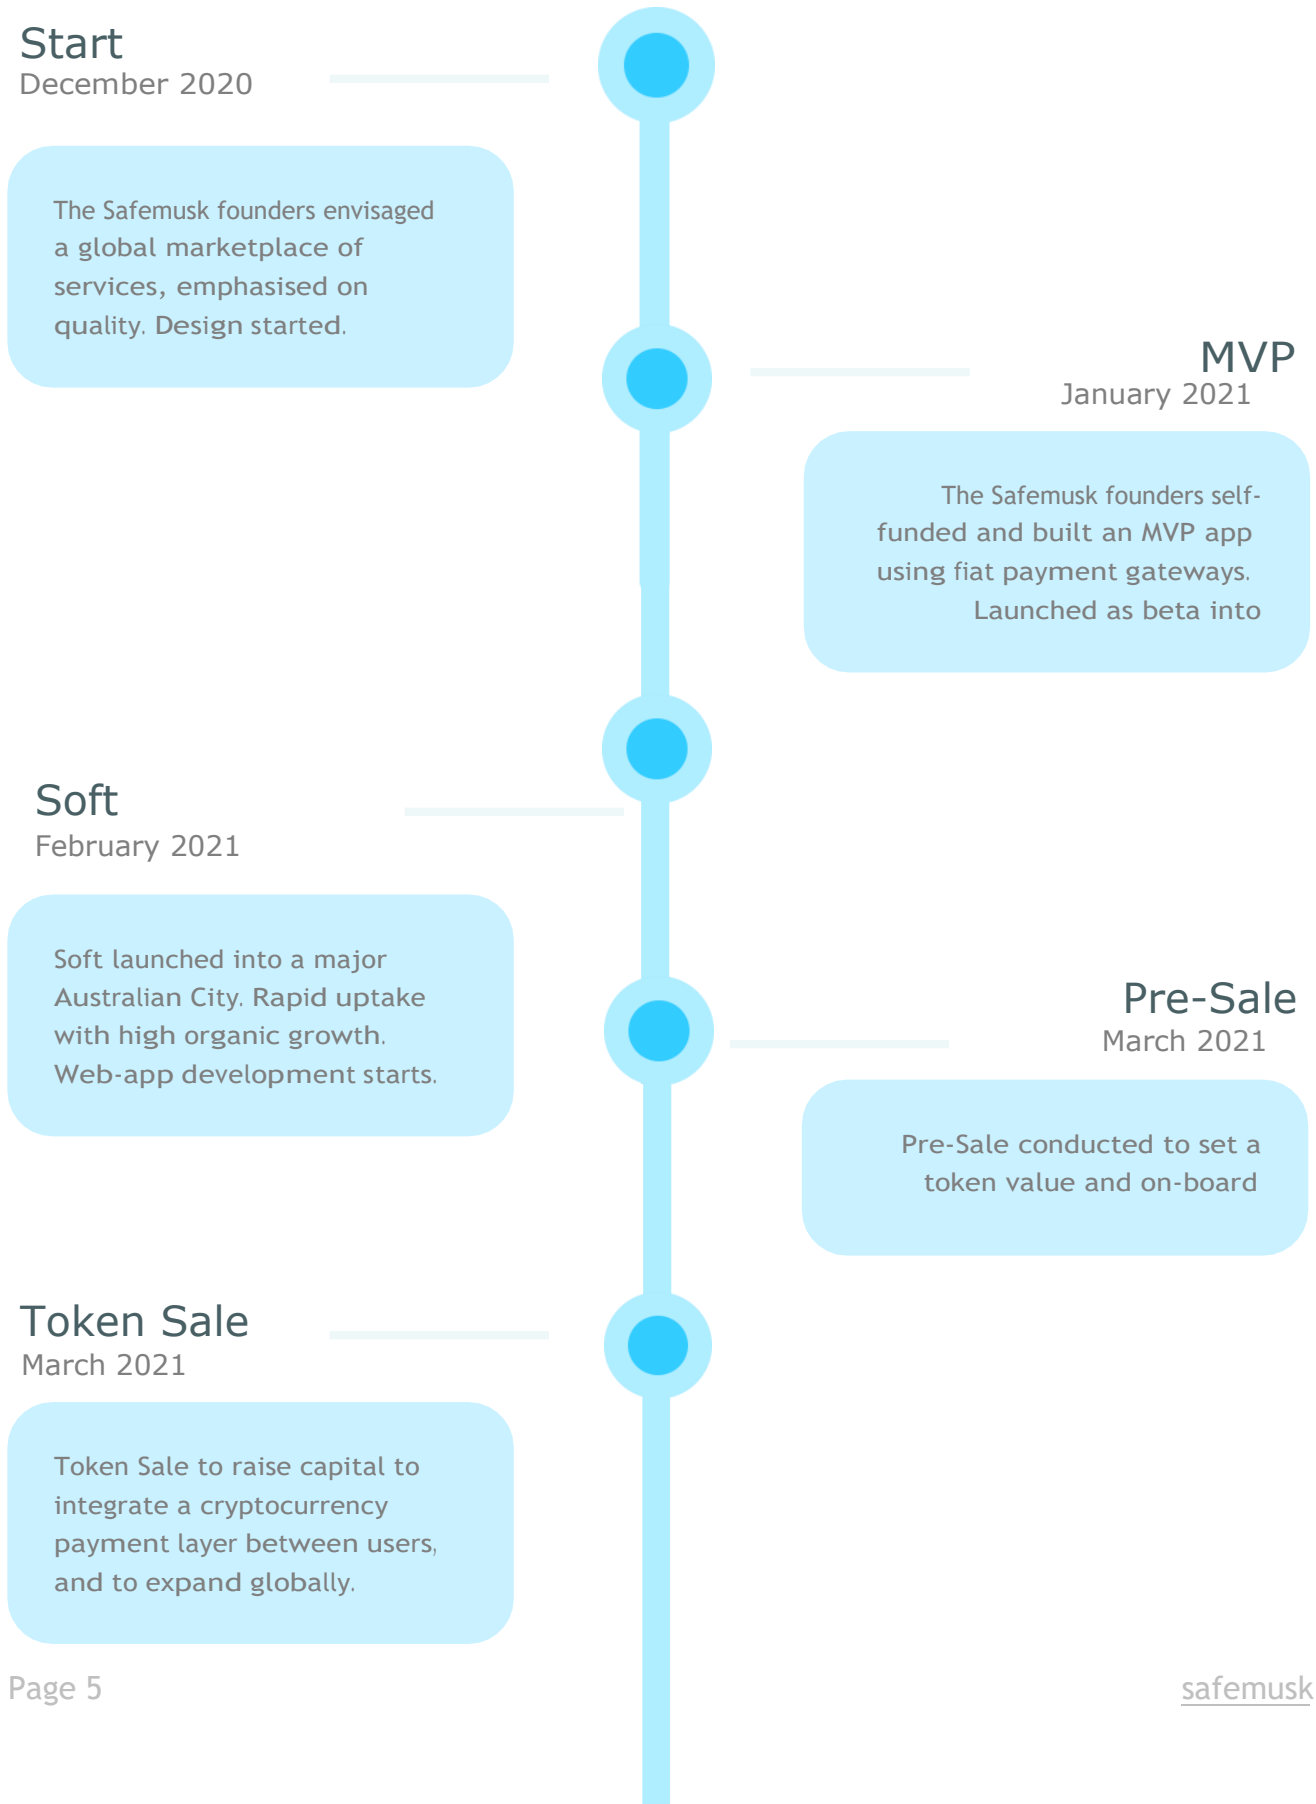 Start
December 2020
The Safemusk founders envisaged
a global marketplace of
services, emphasised on
quality. Design started.
MVP
January 2021
The Safemusk founders self-
funded and built an MVP app
using fiat payment gateways.
Launched as beta into
Soft
February 2021
Soft launched into a major
Australian City. Rapid uptake
with high organic growth.
Web-app development starts.
Pre-Sale
March 2021
Pre-Sale conducted to set a
token value and on-board
Token Sale
March 2021
Token Sale to raise capital to
integrate a cryptocurrency
payment layer between users,
and to expand globally.
Page 5
safemusk